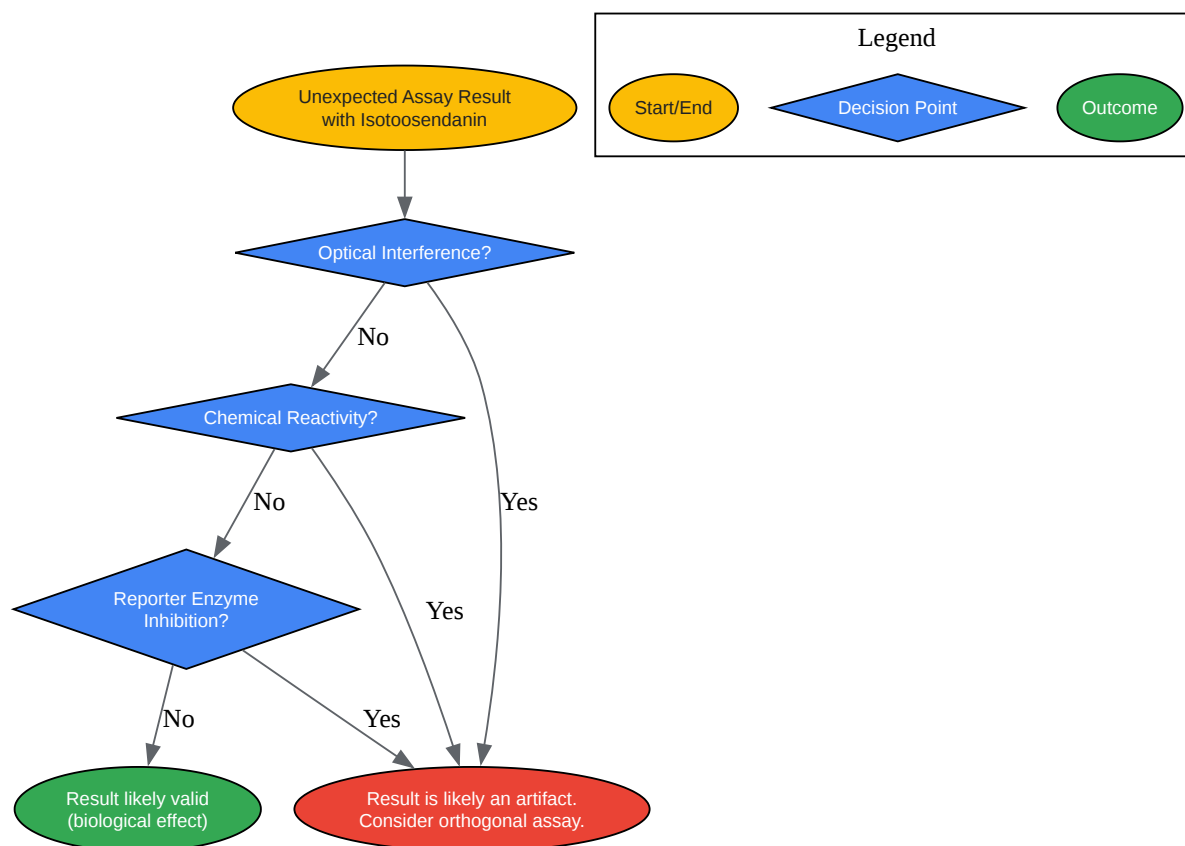 Legend
Start/End
Decision Point
Outcome
Unexpected Assay Result
with Isotoosendanin
Optical Interference?
No
Yes
Chemical Reactivity?
No
Yes
Reporter Enzyme
Inhibition?
No
Yes
Result likely valid
(biological effect)
Result is likely an artifact.
Consider orthogonal assay.